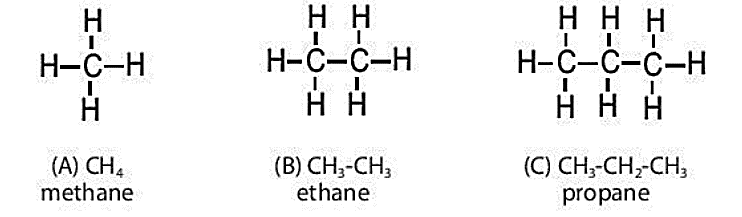 H H H H H H
H-C-H H-C-C-H H-C-C-C-H
H H H H H H
(A) CH₄ (B) CH₃-CH₃ (C) CH₃-CH₂-CH₃
methane ethane propane